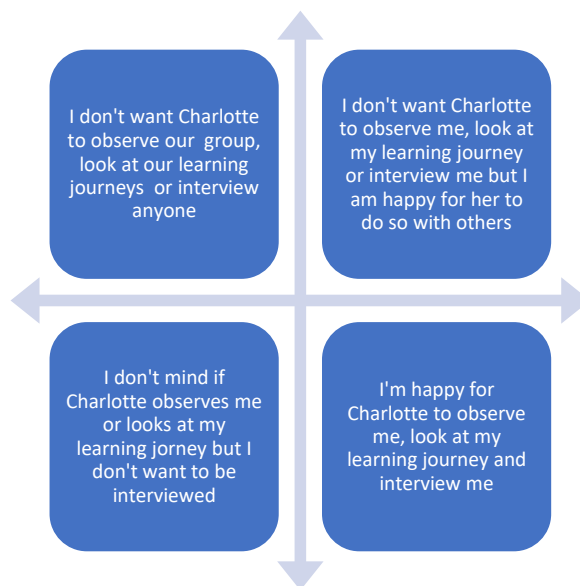 I don't want Charlotte
to observe our group,
look at our learning
journeys or interview
anyone
I don't want Charlotte
to observe me, look at
my learning journey
or interview me but I
am happy for her to
do so with others
I don't mind if
Charlotte observes me
or looks at my
learning jorney but I
don't want to be
interviewed
I'm happy for
Charlotte to observe
me, look at my
learning journey and
interview me